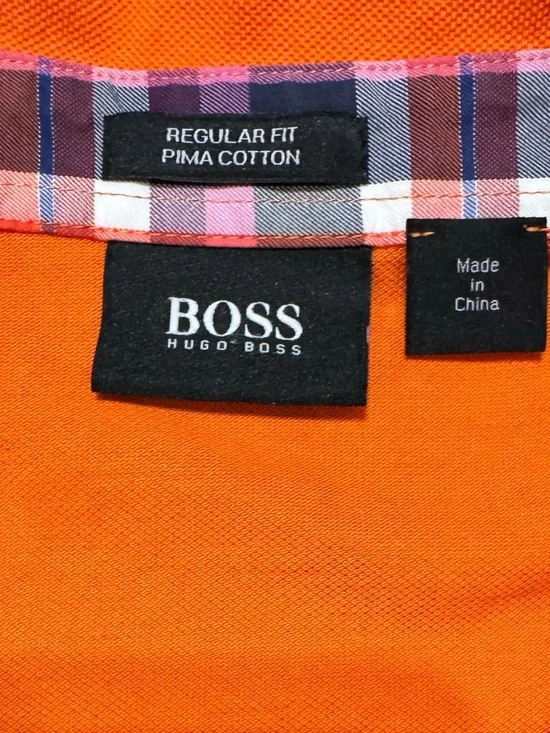 REGULAR FIT
PIMA COTTON
BOSS
HUGO BOSS
Made
in
China